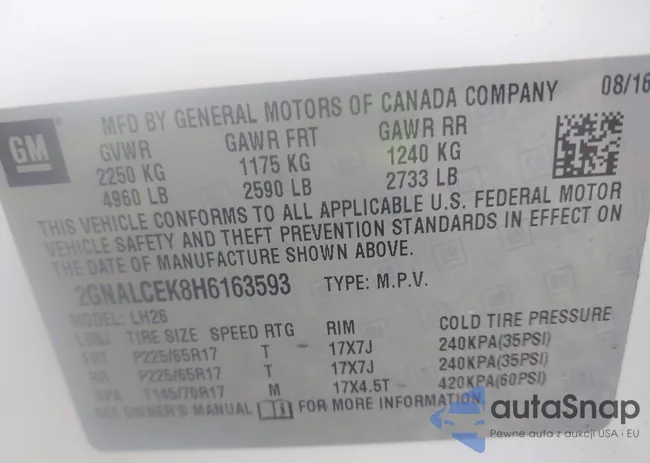 GM
MFD BY GENERAL MOTORS OF CANADA COMPANY 08/16
GVWR GAWR FRT GAWR RR
2250 KG 1175 KG 1240 KG
4960 LB 2590 LB 2733 LB
THIS VEHICLE CONFORMS TO ALL APPLICABLE U.S. FEDERAL MOTOR
VEHICLE SAFETY AND THEFT PREVENTION STANDARDS IN EFFECT ON
THE DATE OF MANUFACTURE SHOWN ABOVE.
2GNALCEK8H6163593 TYPE: M.P.V.
MODEL: LH26
LBRJ TIRE SIZE SPEED RTG RIM COLD TIRE PRESSURE
FRT P225/65R17 T 17X7J 240KPA(35PSI)
RR P225/65R17 T 17X7J 240KPA(35PSI)
SPA T145/70R17 M 17X4.5T 420KPA(60PSI)
SEE OWNER'S MANUAL FOR MORE INFORMATION
autaSnap
Pewne auta z aukcji USA i EU